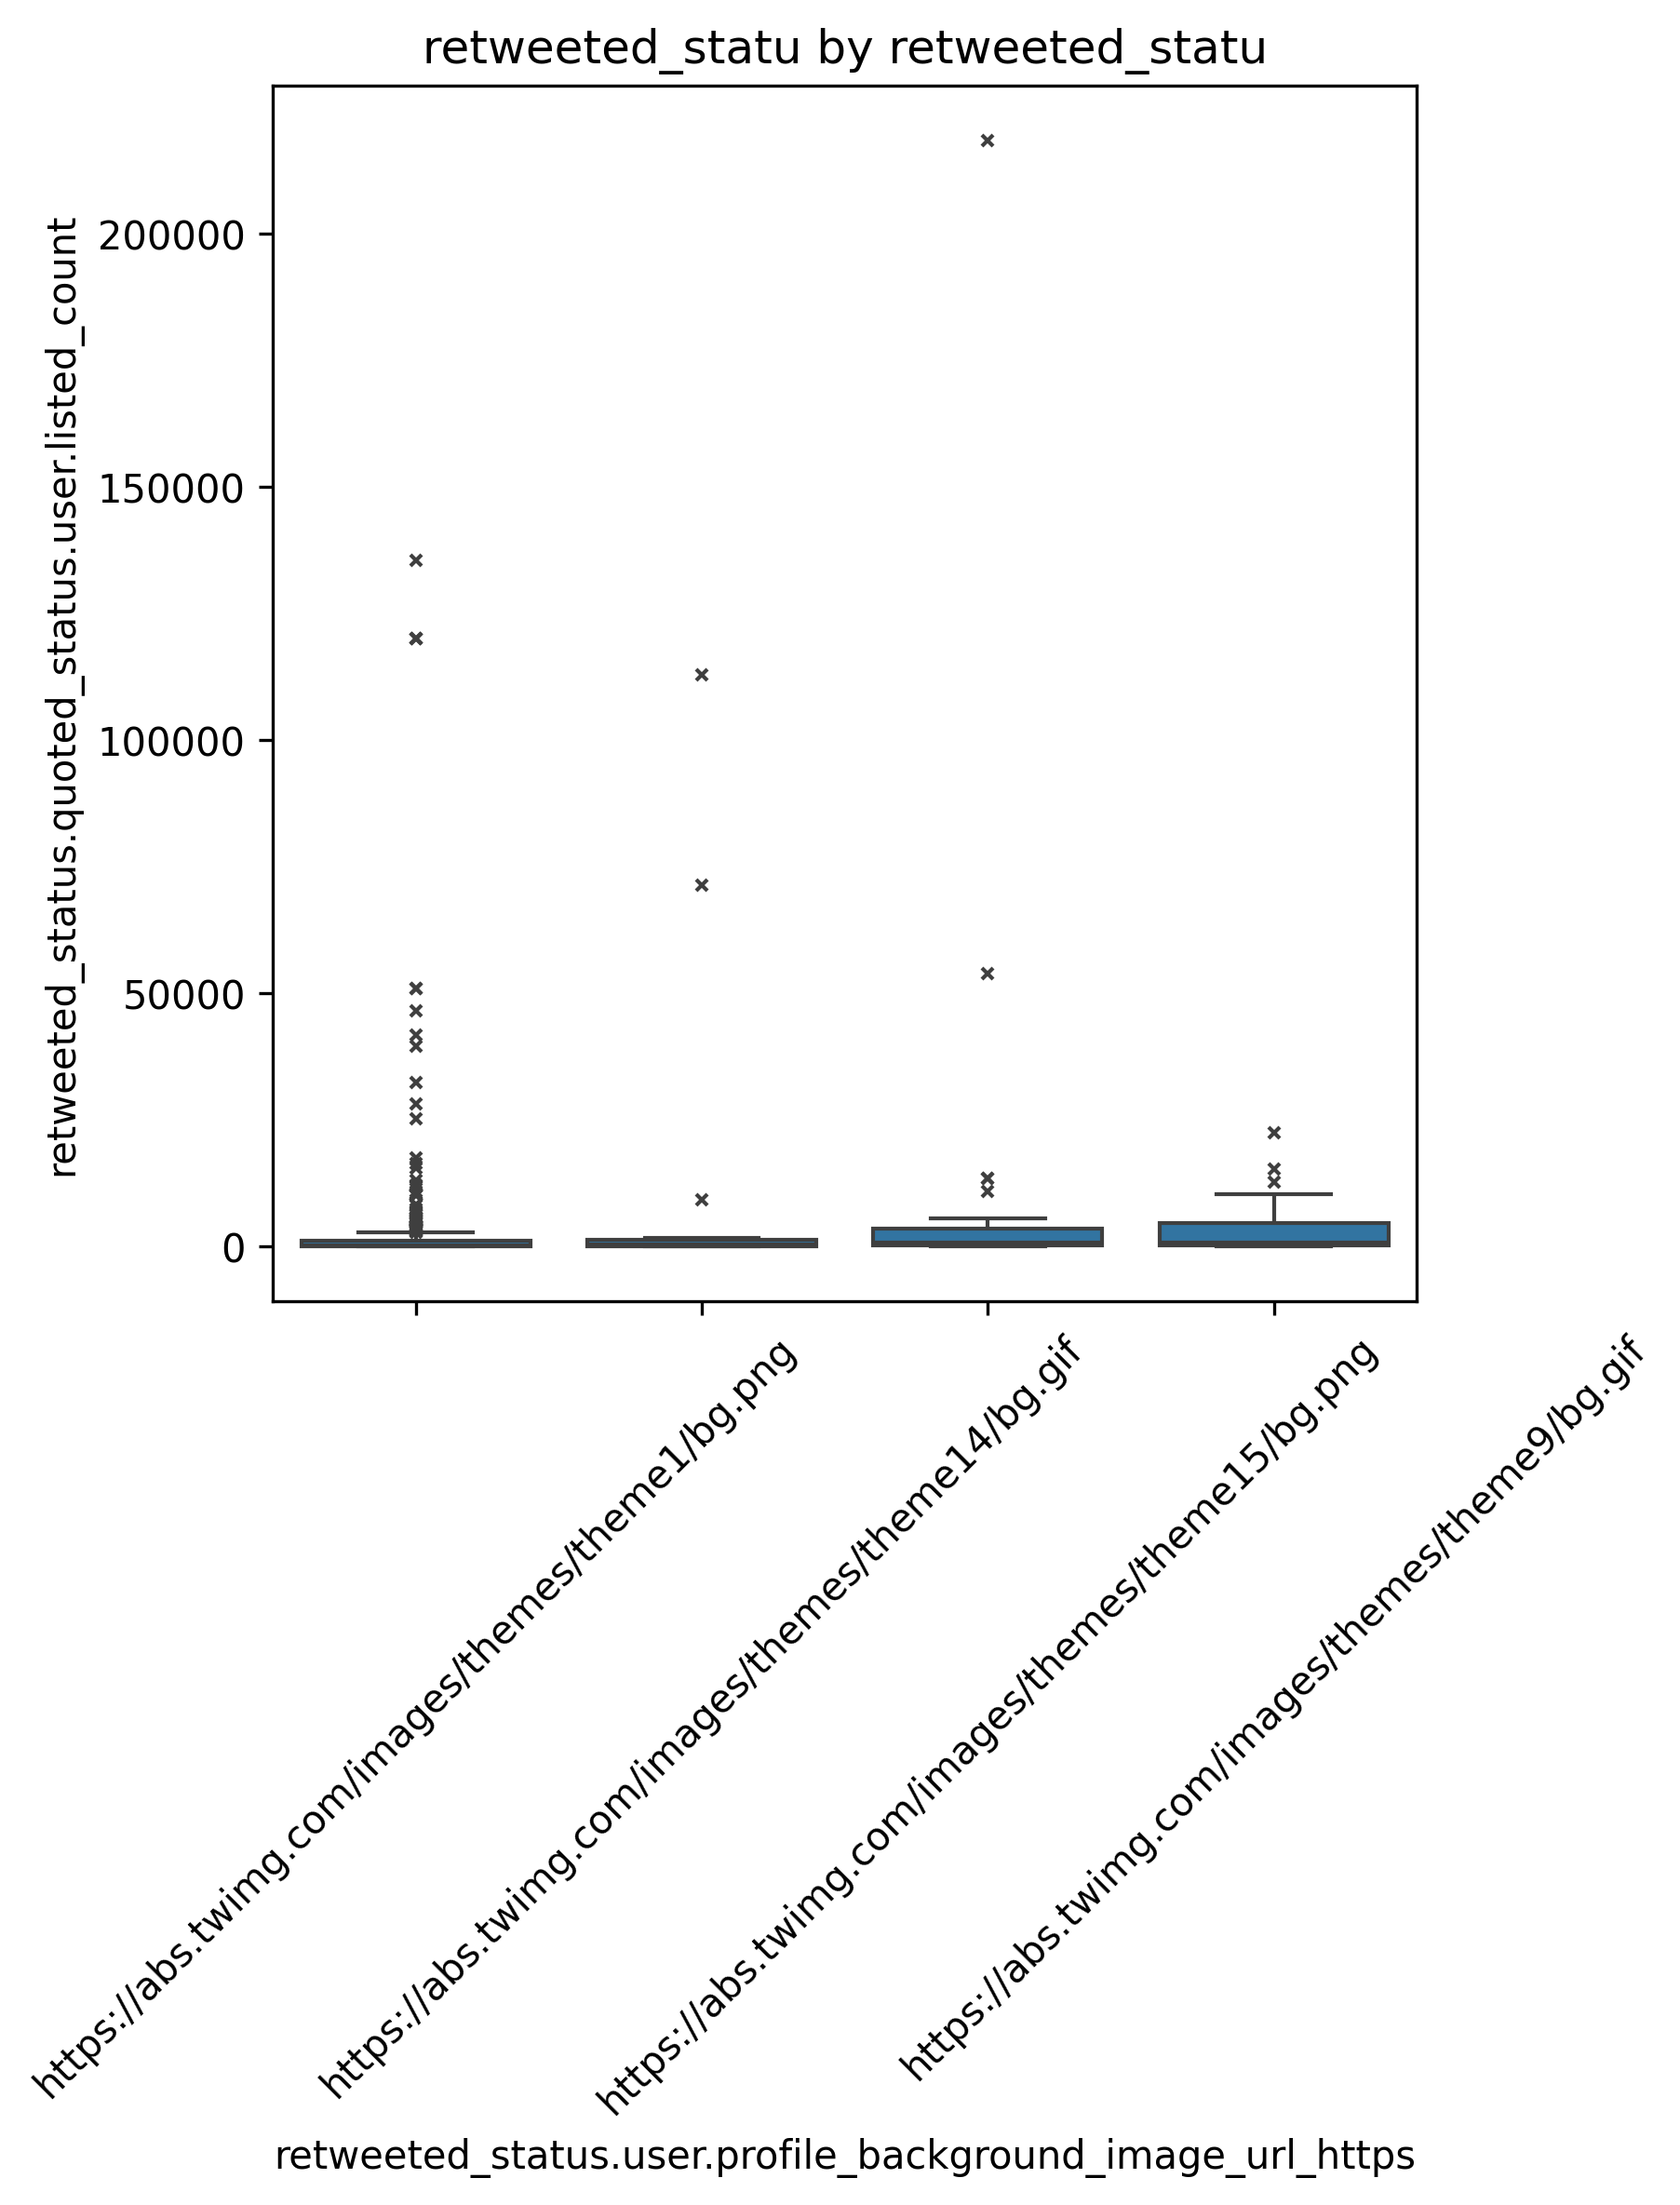 retweeted_statu by retweeted_statu
retweeted_status.quoted_status.user.listed_count
200000
150000
100000
50000
0
https://abs.twimg.com/images/themes/theme1/bg.png
https://abs.twimg.com/images/themes/theme14/bg.gif
https://abs.twimg.com/images/themes/theme15/bg.png
https://abs.twimg.com/images/themes/theme9/bg.gif
retweeted_status.user.profile_background_image_url_https